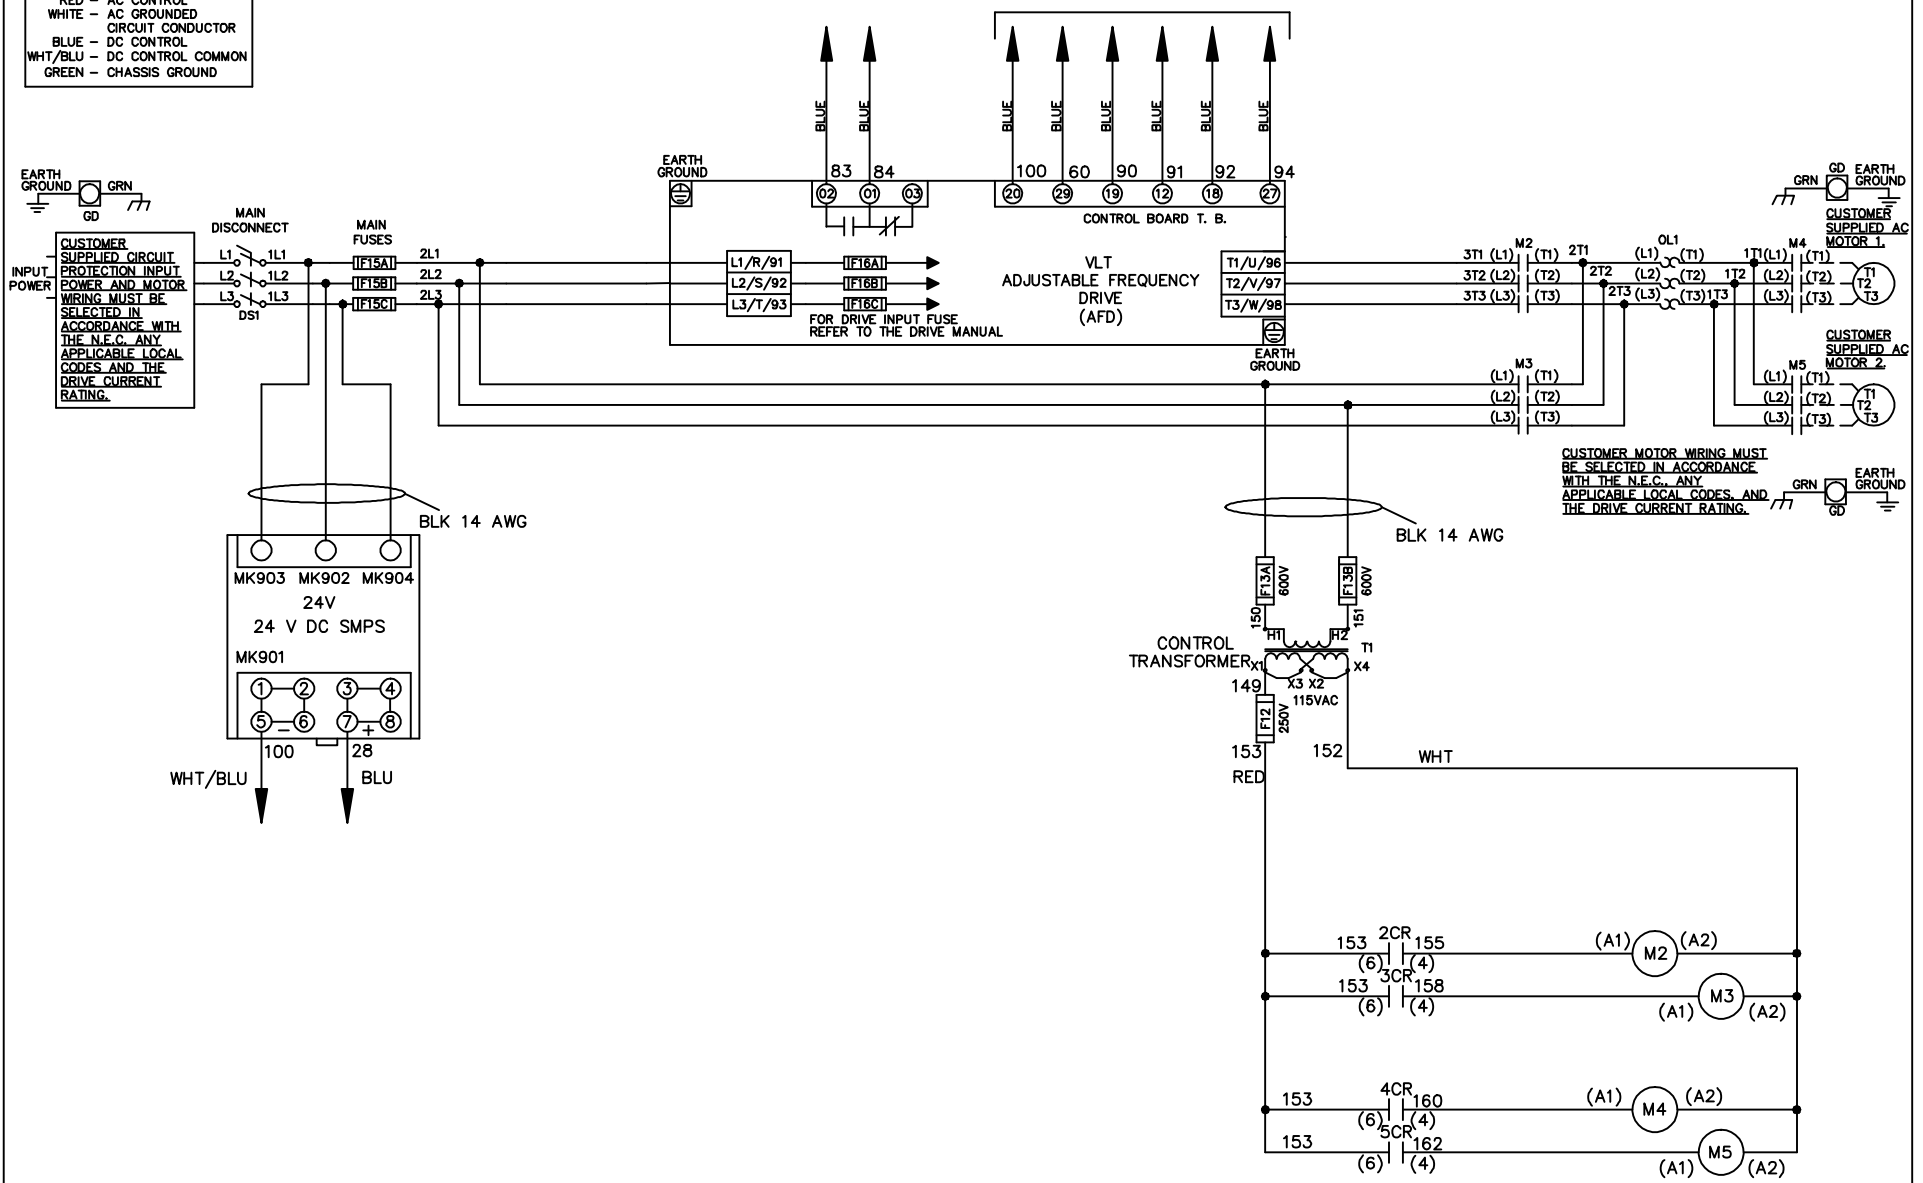 RED – AC CONTROL
WHITE – AC GROUNDED
CIRCUIT CONDUCTOR
BLUE – DC CONTROL
WHT/BLU – DC CONTROL COMMON
GREEN – CHASSIS GROUND
BLUE
BLUE
BLUE
BLUE
BLUE
BLUE
BLUE
BLUE
EARTH
GROUND
GRN
GD
EARTH
GROUND
83
84
02
01
03
100
60
90
91
92
94
20
29
19
12
18
27
CONTROL BOARD T. B.
GD
EARTH
GROUND
GRN
CUSTOMER
SUPPLIED AC
MOTOR 1.
INPUT
POWER
CUSTOMER
SUPPLIED CIRCUIT
PROTECTION INPUT
POWER AND MOTOR
WIRING MUST BE
SELECTED IN
ACCORDANCE WITH
THE N.E.C. ANY
APPLICABLE LOCAL
CODES AND THE
DRIVE CURRENT
RATING.
MAIN
DISCONNECT
L1
1L1
L2
1L2
L3
1L3
DS1
MAIN
FUSES
F15A
F15B
F15C
2L1
2L2
2L3
L1/R/91
L2/S/92
L3/T/93
F16A
F16B
F16C
FOR DRIVE INPUT FUSE
REFER TO THE DRIVE MANUAL
VLT
ADJUSTABLE FREQUENCY
DRIVE
(AFD)
T1/U/96
T2/V/97
T3/W/98
EARTH
GROUND
M2
3T1 (L1) (T1) 2T1
3T2 (L2) (T2) 2T2
3T3 (L3) (T3) 2T3
OL1
(L1) (T1) 1T1
(L2) (T2) 1T2
(L3) (T3) 1T3
M4
(L1) (T1)
(L2) (T2)
(L3) (T3)
T1
T2
T3
M3
(L1) (T1)
(L2) (T2)
(L3) (T3)
CUSTOMER
SUPPLIED AC
MOTOR 2.
M5
(L1) (T1)
(L2) (T2)
(L3) (T3)
T1
T2
T3
CUSTOMER MOTOR WIRING MUST
BE SELECTED IN ACCORDANCE
WITH THE N.E.C., ANY
APPLICABLE LOCAL CODES, AND
THE DRIVE CURRENT RATING.
GRN
GD
EARTH
GROUND
BLK 14 AWG
BLK 14 AWG
MK903 MK902 MK904
24V
24 V DC SMPS
MK901
1
2
3
4
5
6
7
8
–
+
100
28
WHT/BLU
BLU
F13A
600V
F13B
600V
150
151
H1
H2
T1
CONTROL
TRANSFORMER
X1
X3 X2
X4
115VAC
149
F12
250V
153
RED
152
WHT
2CR
153
155
(6) (4)
(A1)
M2
(A2)
3CR
153
158
(6) (4)
(A1)
M3
(A2)
4CR
153
160
(6) (4)
(A1)
M4
(A2)
5CR
153
162
(6) (4)
(A1)
M5
(A2)